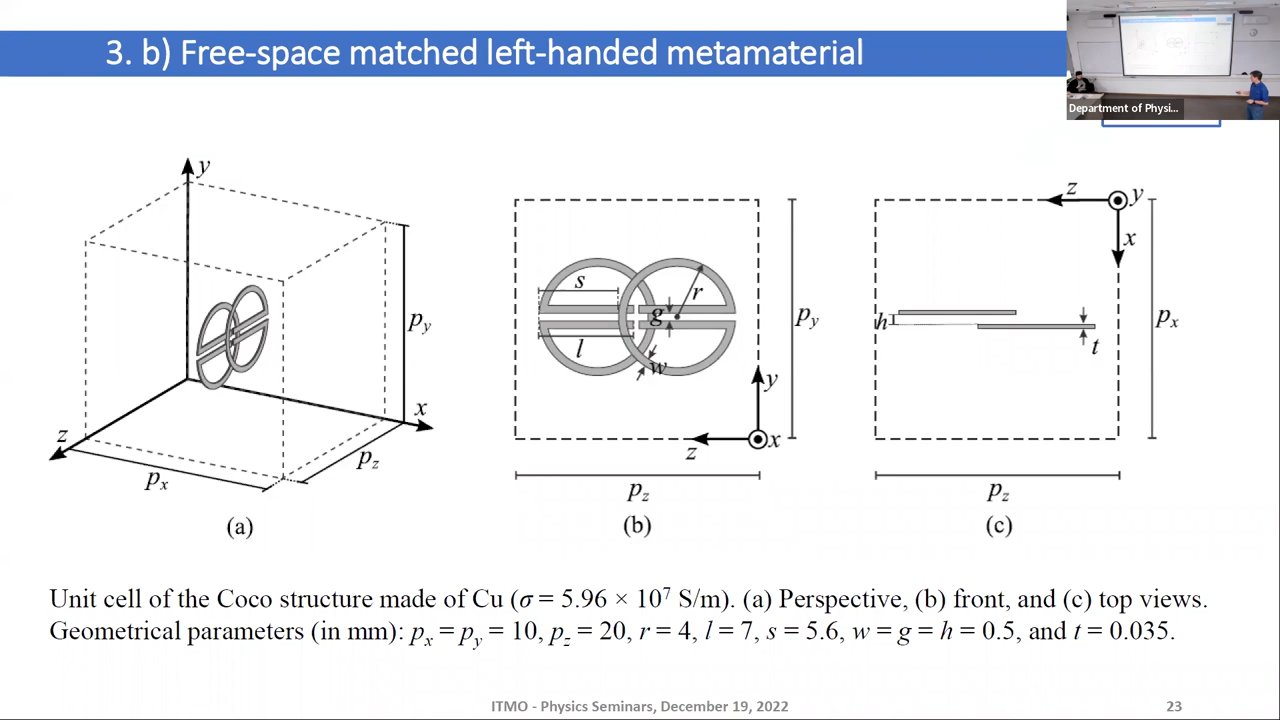 3. b) Free-space matched left-handed metamaterial
Department of Physi...
y
x
z
p_y
p_z
p_x
(a)
s
r
g
l
w
y
x
z
p_y
p_z
(b)
z
y
x
h
t
p_x
p_z
(c)
Unit cell of the Coco structure made of Cu (σ = 5.96 × 10⁷ S/m). (a) Perspective, (b) front, and (c) top views.
Geometrical parameters (in mm): p_x = p_y = 10, p_z = 20, r = 4, l = 7, s = 5.6, w = g = h = 0.5, and t = 0.035.
ITMO - Physics Seminars, December 19, 2022
23